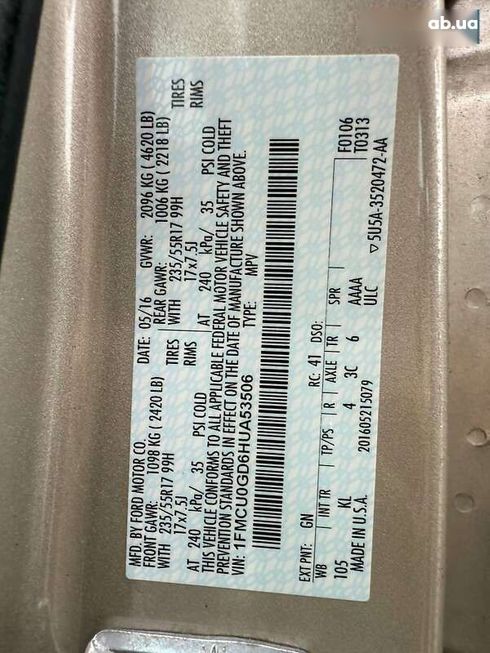 ab.ua
MFD. BY FORD MOTOR CO.
DATE: 05/16 GVWR: 2096 KG ( 4620 LB)
FRONT GAWR: 1098 KG ( 2420 LB) REAR GAWR: 1006 KG ( 2218 LB)
WITH 235/55R17 99H TIRES WITH 235/55R17 99H TIRES
17x7.5J RIMS 17x7.5J RIMS
AT 240 kPa/ 35 PSI COLD AT 240 kPa/ 35 PSI COLD
THIS VEHICLE CONFORMS TO ALL APPLICABLE FEDERAL MOTOR VEHICLE SAFETY AND THEFT
PREVENTION STANDARDS IN EFFECT ON THE DATE OF MANUFACTURE SHOWN ABOVE.
VIN: 1FMCU0GD6HUA53506 TYPE: MPV
F0106
T0313
EXT PNT: GN RC: 41 DSO:
WB INT TR TP/PS R AXLE TR SPR
105 KL 4 3C 6 AAAA
ULC
MADE IN U.S.A. 201605215079
▽5U5A-3520472-AA